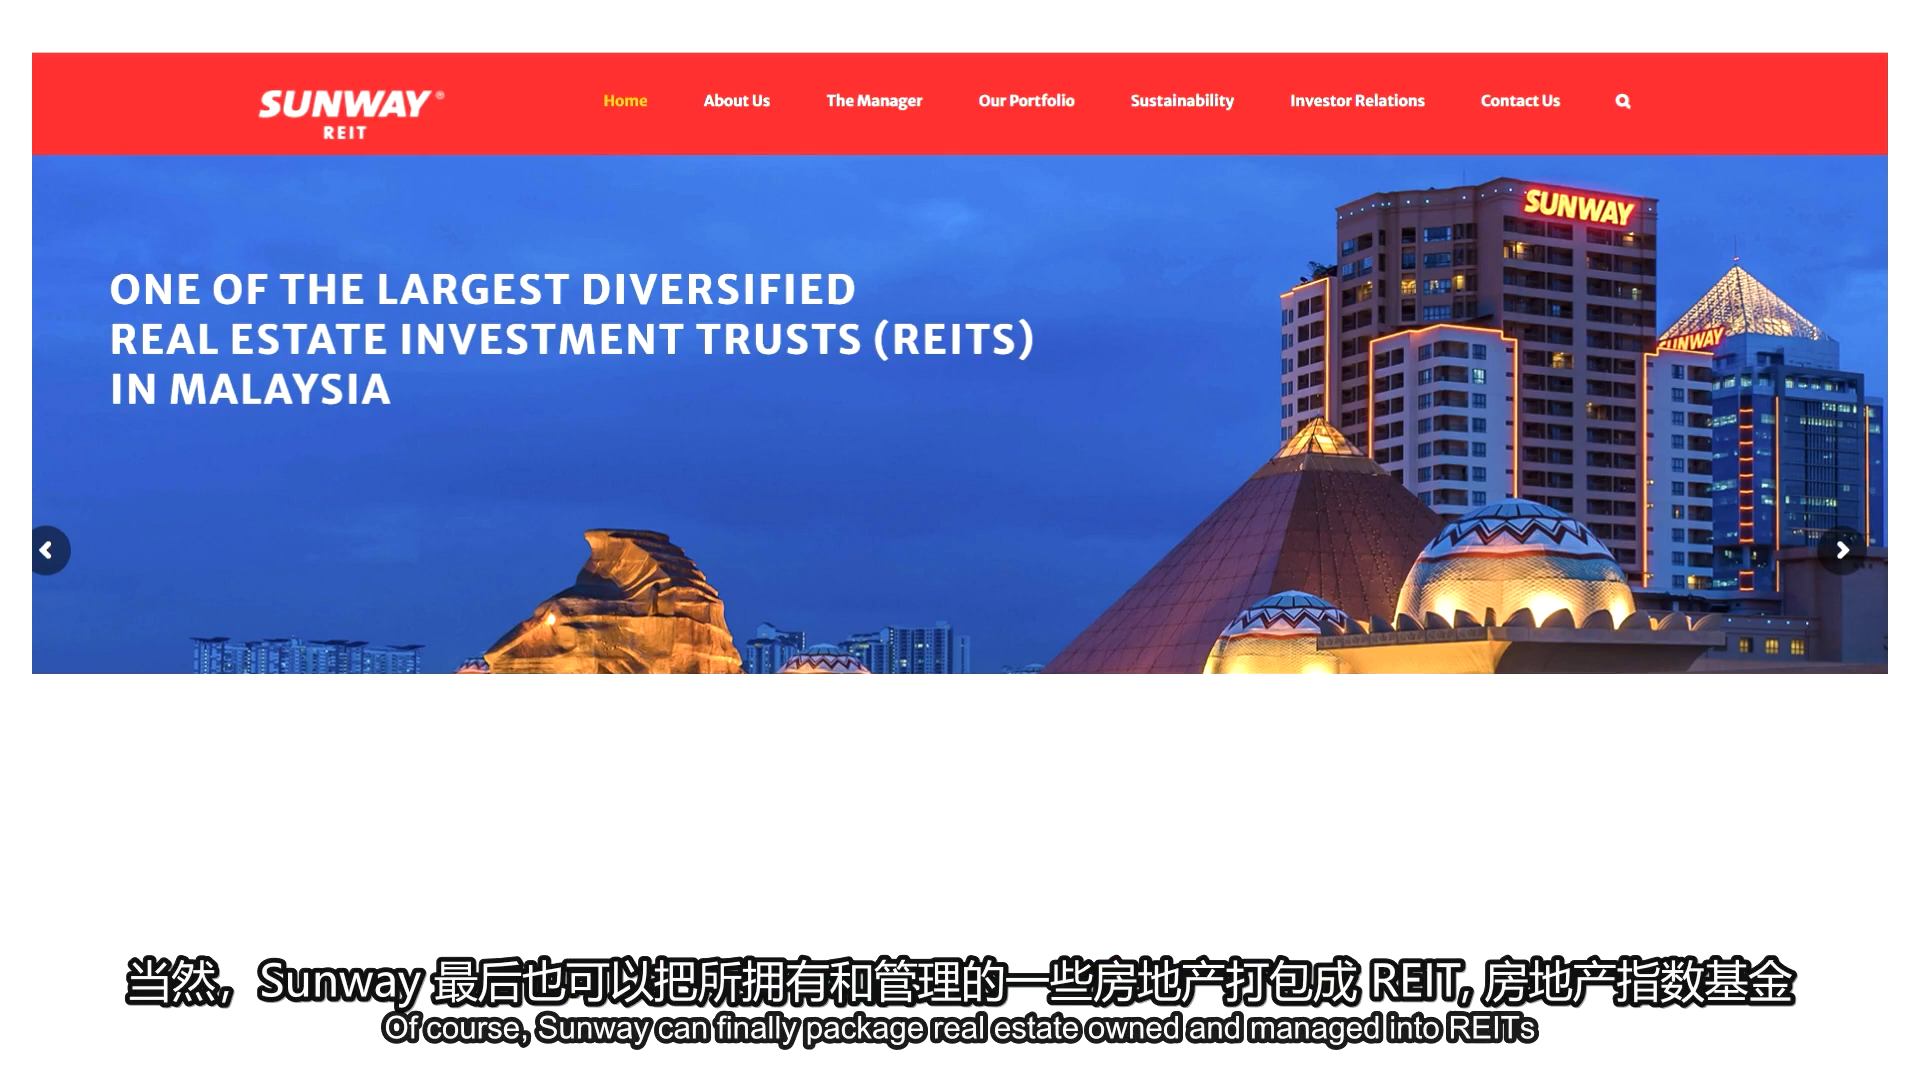 SUNWAY®
REIT
Home
About Us
The Manager
Our Portfolio
Sustainability
Investor Relations
Contact Us
SUNWAY
SUNWAY
ONE OF THE LARGEST DIVERSIFIED
REAL ESTATE INVESTMENT TRUSTS (REITS)
IN MALAYSIA
当然，Sunway 最后也可以把所拥有和管理的一些房地产打包成 REIT, 房地产指数基金
Of course, Sunway can finally package real estate owned and managed into REITs